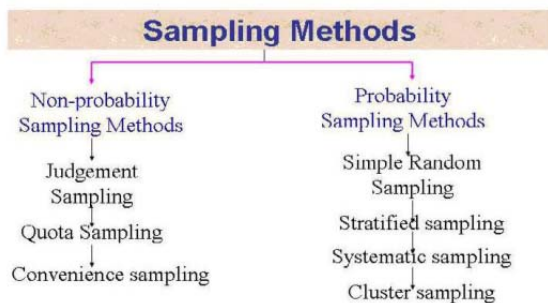 Sampling Methods
Non-probability
Sampling Methods
Judgement
Sampling
Quota Sampling
Convenience sampling
Probability
Sampling Methods
Simple Random
Sampling
Stratified sampling
Systematic sampling
Cluster sampling